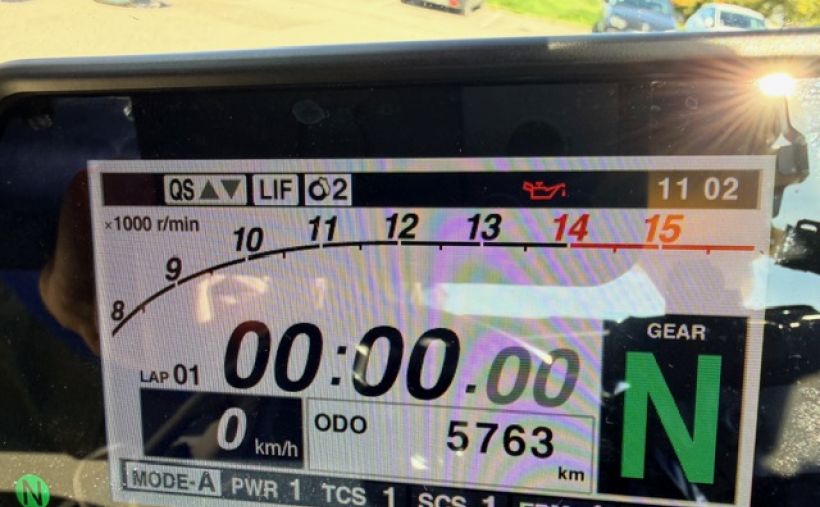 QS LIF 2 11 02
×1000 r/min
8 9 10 11 12 13 14 15
GEAR
N
LAP 01 00:00.00
0 km/h
ODO 5763 km
MODE-A PWR 1 TCS 1 SCS 1
N